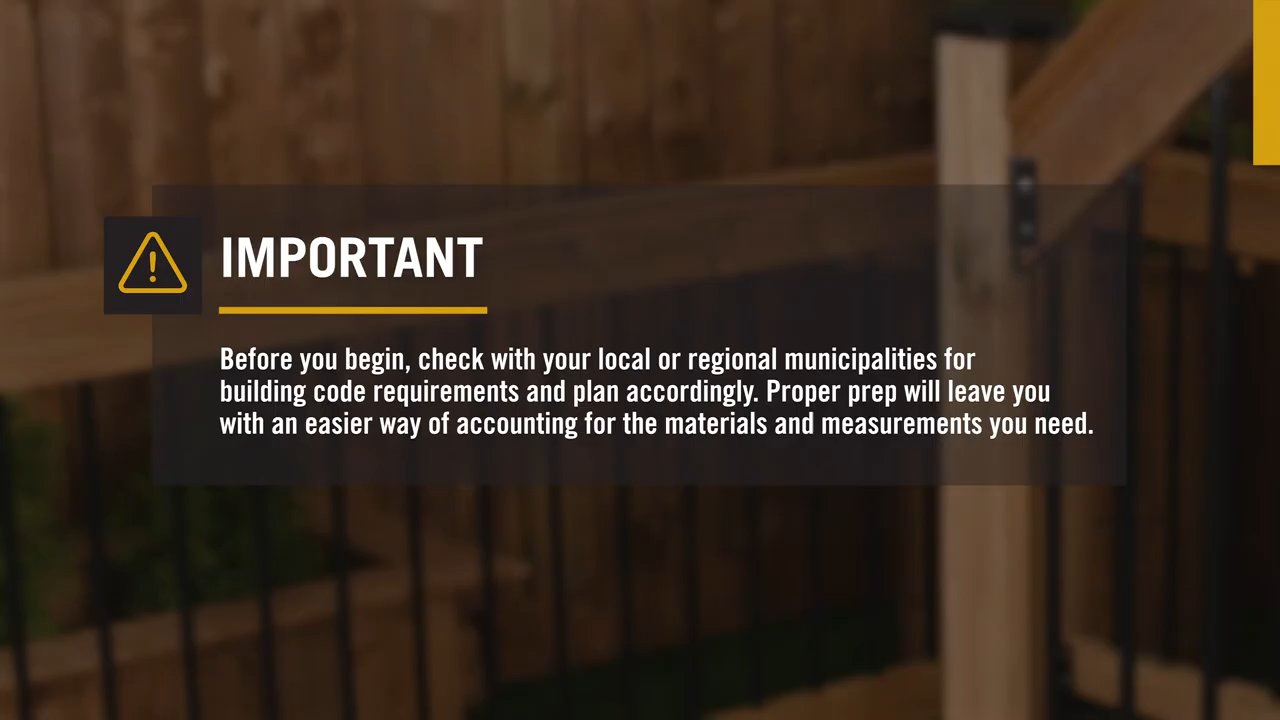 IMPORTANT
Before you begin, check with your local or regional municipalities for
building code requirements and plan accordingly. Proper prep will leave you
with an easier way of accounting for the materials and measurements you need.